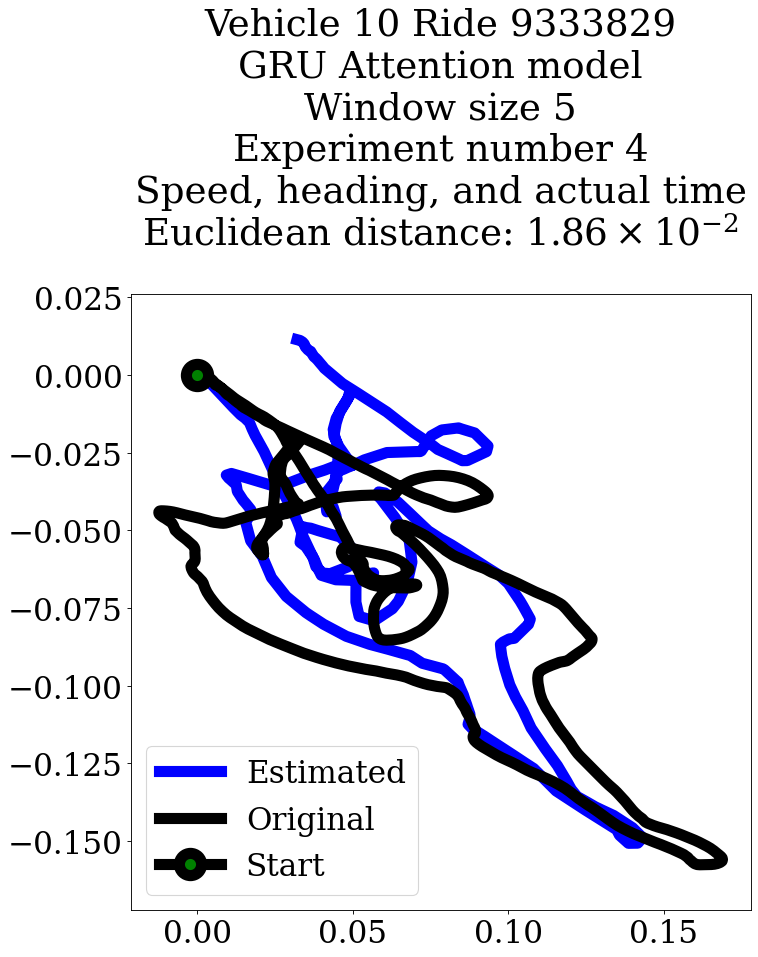 Vehicle 10 Ride 9333829
GRU Attention model
Window size 5
Experiment number 4
Speed, heading, and actual time
Euclidean distance: 1.86 × 10⁻²
0.025
0.000
−0.025
−0.050
−0.075
−0.100
−0.125
−0.150
Estimated
Original
Start
0.00 0.05 0.10 0.15